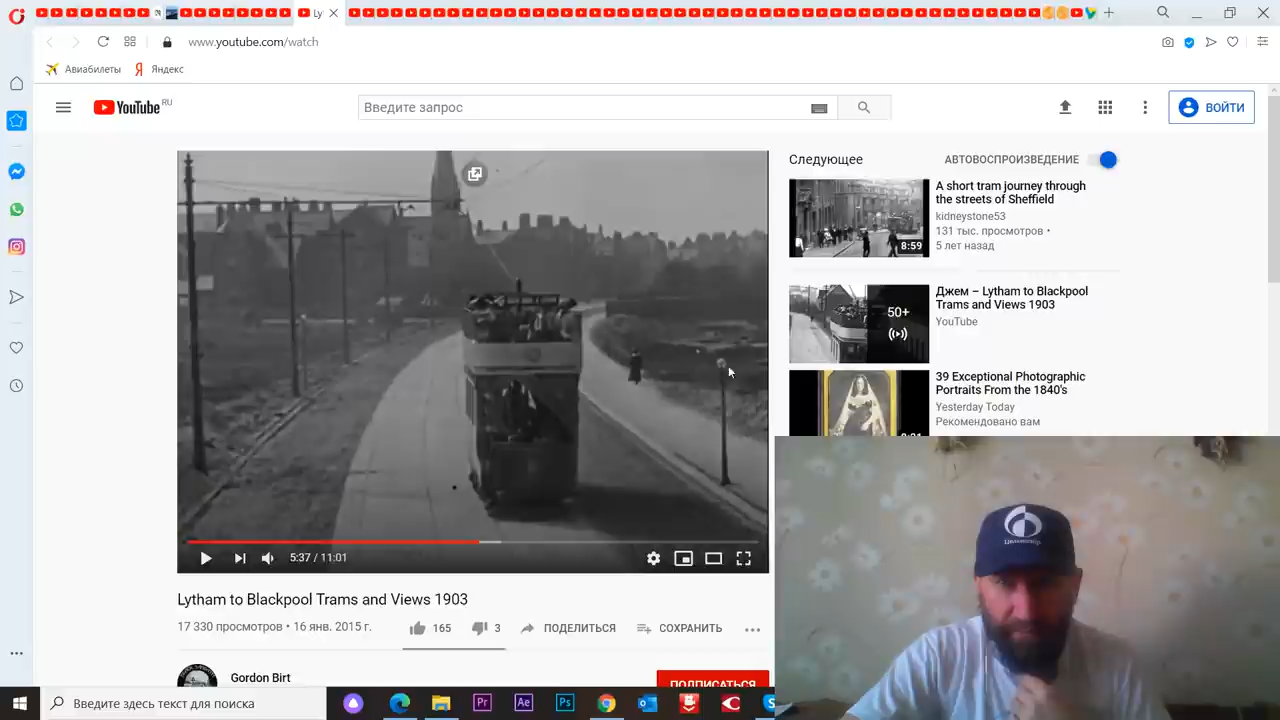 Ly
www.youtube.com/watch
Авиабилеты
Яндекс
YouTube RU
Введите запрос
ВОЙТИ
Следующее
АВТОВОСПРОИЗВЕДЕНИЕ
A short tram journey through
the streets of Sheffield
kidneystone53
131 тыс. просмотров •
5 лет назад
8:59
Джем – Lytham to Blackpool
Trams and Views 1903
YouTube
50+
39 Exceptional Photographic
Portraits From the 1840's
Yesterday Today
Рекомендовано вам
5:37 / 11:01
Lytham to Blackpool Trams and Views 1903
17 330 просмотров • 16 янв. 2015 г.
165
3
ПОДЕЛИТЬСЯ
СОХРАНИТЬ
Gordon Birt
ПОДПИСАТЬСЯ
Введите здесь текст для поиска
Pr
Ae
Ps